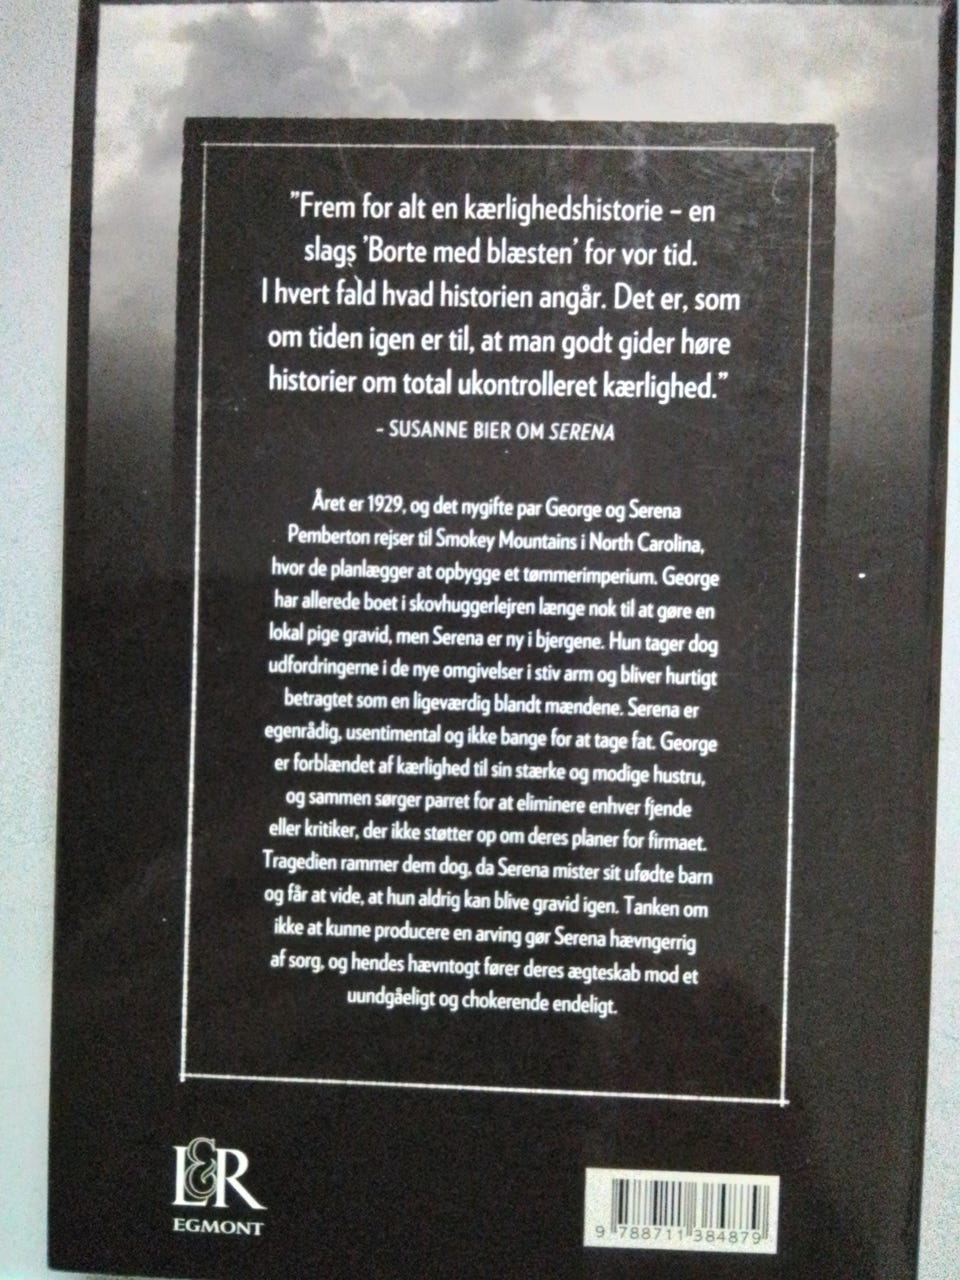 "Frem for alt en kærlighedshistorie – en
slags 'Borte med blæsten' for vor tid.
I hvert fald hvad historien angår. Det er, som
om tiden igen er til, at man godt gider høre
historier om total ukontrolleret kærlighed."
- SUSANNE BIER OM SERENA
Året er 1929, og det nygifte par George og Serena
Pemberton rejser til Smokey Mountains i North Carolina,
hvor de planlægger at opbygge et tømmerimperium. George
har allerede boet i skovhuggerlejren længe nok til at gøre en
lokal pige gravid, men Serena er ny i bjergene. Hun tager dog
udfordringerne i de nye omgivelser i stiv arm og bliver hurtigt
betragtet som en ligeværdig blandt mændene. Serena er
egenrådig, usentimental og ikke bange for at tage fat. George
er forblændet af kærlighed til sin stærke og modige hustru,
og sammen sørger parret for at eliminere enhver fjende
eller kritiker, der ikke støtter op om deres planer for firmaet.
Tragedien rammer dem dog, da Serena mister sit ufødte barn
og får at vide, at hun aldrig kan blive gravid igen. Tanken om
ikke at kunne producere en arving gør Serena hævngerrig
af sorg, og hendes hævntogt fører deres ægteskab mod et
uundgåeligt og chokerende endeligt.
L&R
EGMONT
9 788711 384879